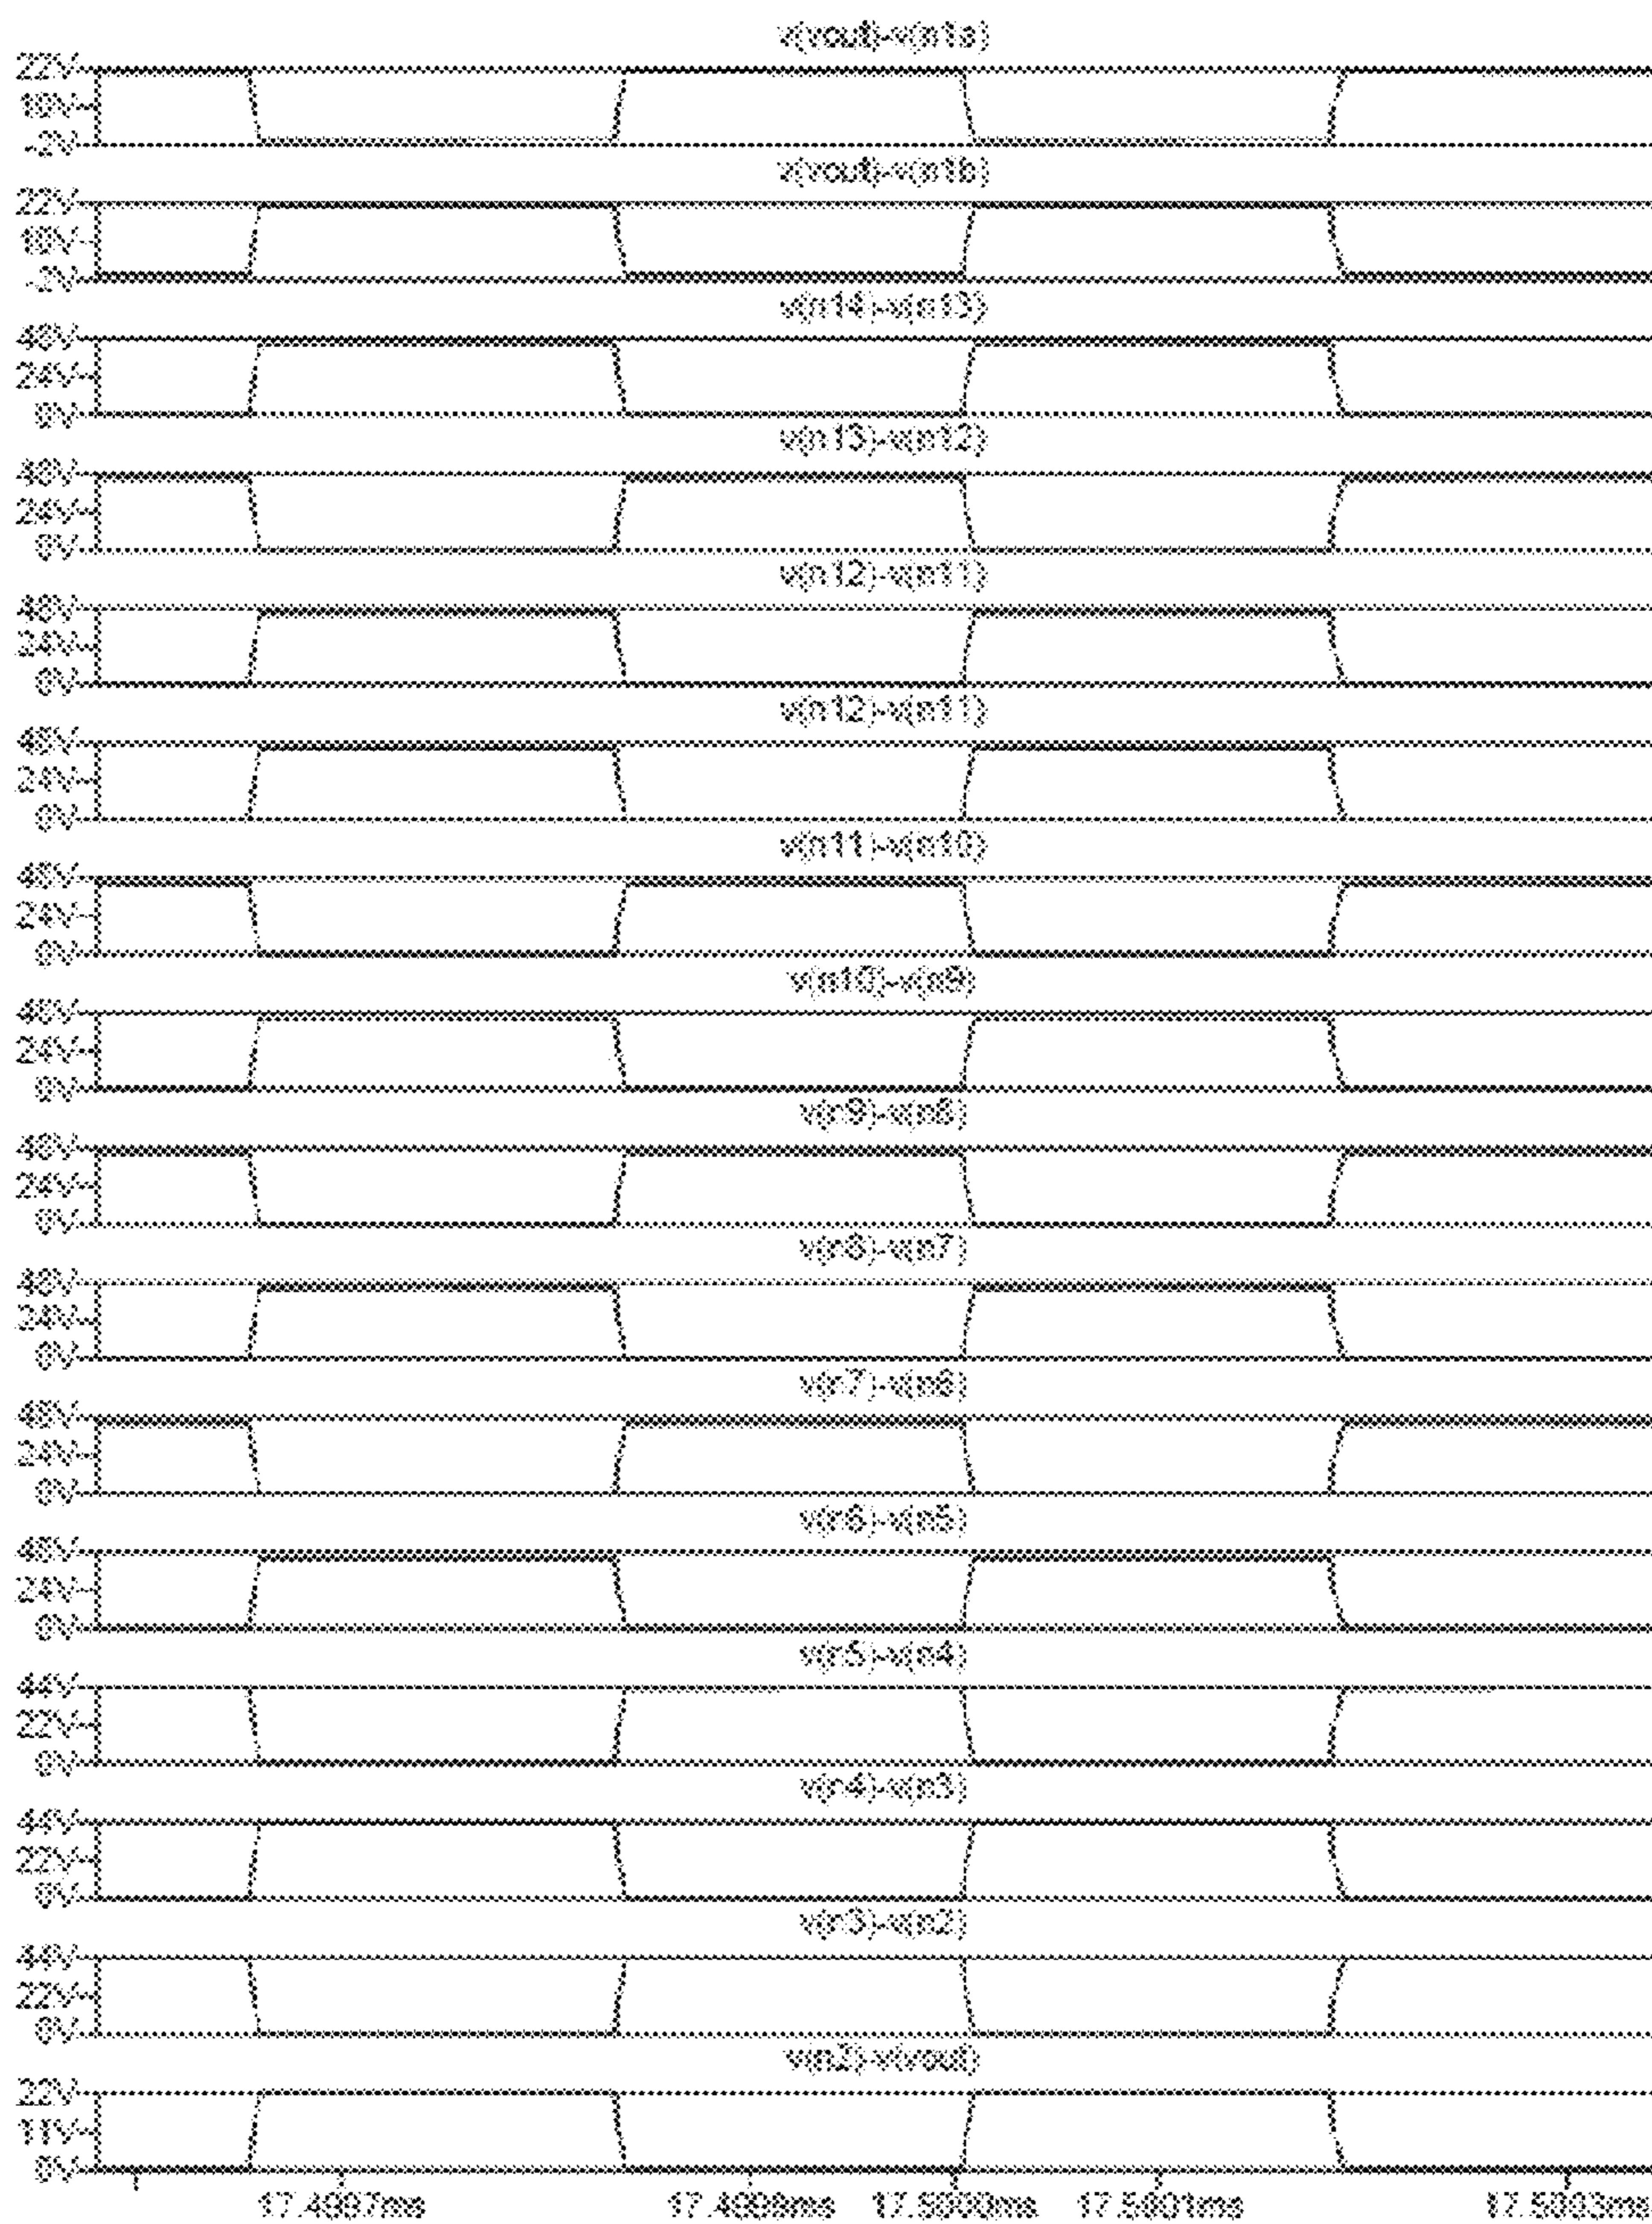 v(vout)-v(n1a)
22V
10V
-2V
v(vout)-v(n1b)
22V
10V
-2V
v(n14)-v(n13)
48V
24V
0V
v(n13)-v(n12)
48V
24V
0V
v(n12)-v(n11)
48V
24V
0V
v(n12)-v(n11)
48V
24V
0V
v(n11)-v(n10)
48V
24V
0V
v(n10)-v(n9)
48V
24V
0V
v(n9)-v(n8)
48V
24V
0V
v(n8)-v(n7)
48V
24V
0V
v(n7)-v(n6)
48V
24V
0V
v(n6)-v(n5)
48V
24V
0V
v(n5)-v(n4)
44V
22V
0V
v(n4)-v(n3)
44V
22V
0V
v(n3)-v(n2)
44V
22V
0V
v(n2)-v(vout)
22V
11V
0V
17.4997ms 17.4999ms 17.5000ms 17.5001ms 17.5003ms